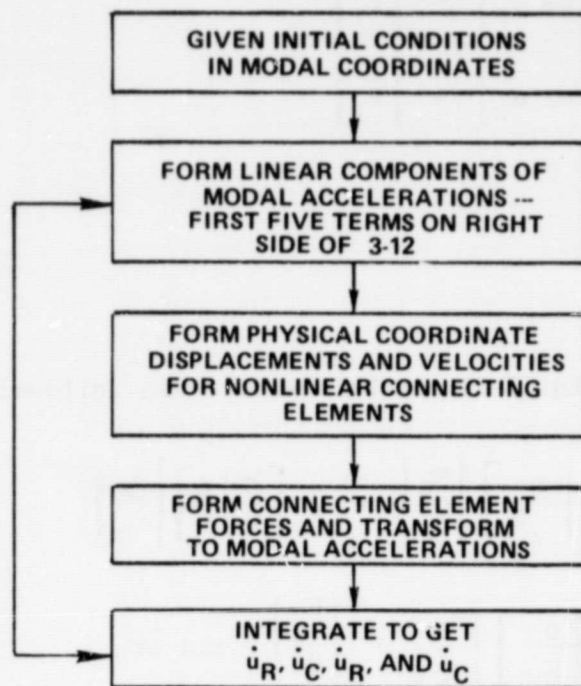 GIVEN INITIAL CONDITIONS
IN MODAL COORDINATES
FORM LINEAR COMPONENTS OF
MODAL ACCELERATIONS ---
FIRST FIVE TERMS ON RIGHT
SIDE OF 3-12
FORM PHYSICAL COORDINATE
DISPLACEMENTS AND VELOCITIES
FOR NONLINEAR CONNECTING
ELEMENTS
FORM CONNECTING ELEMENT
FORCES AND TRANSFORM
TO MODAL ACCELERATIONS
INTEGRATE TO GET
u̇R, u̇C, u̇R, AND u̇C